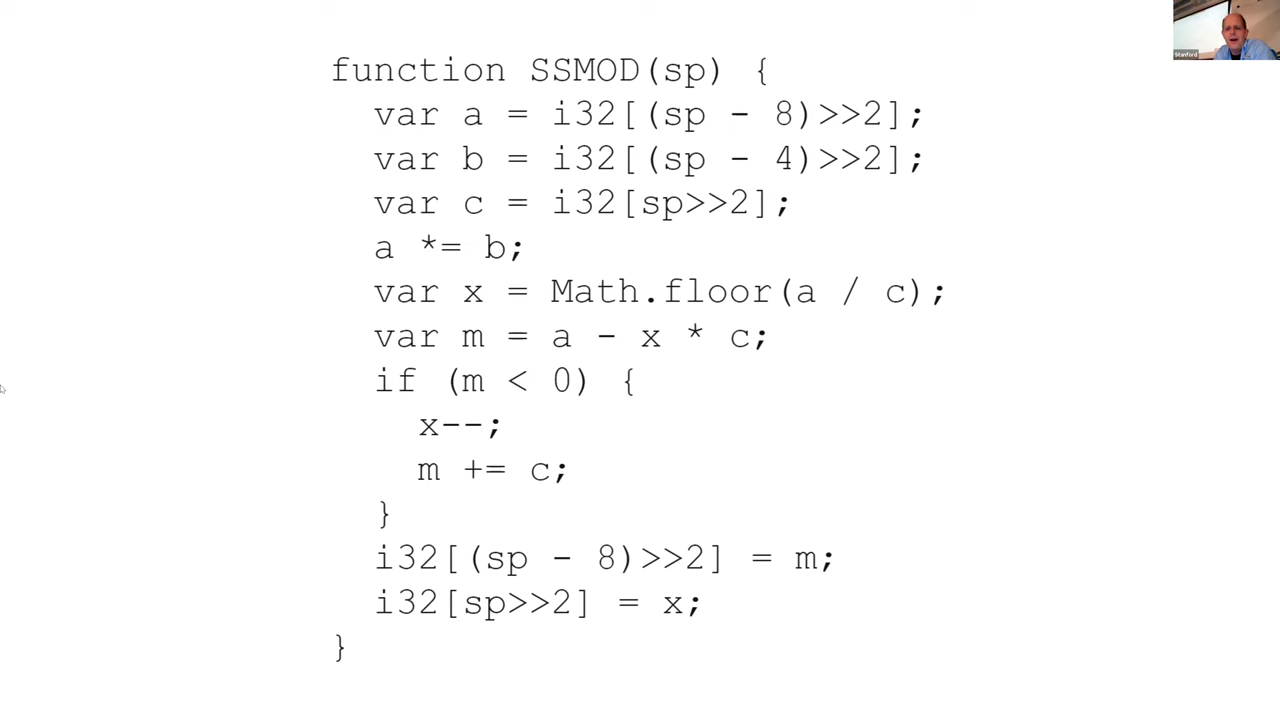 Stanford
function SSMOD(sp) {
  var a = i32[(sp - 8)>>2];
  var b = i32[(sp - 4)>>2];
  var c = i32[sp>>2];
  a *= b;
  var x = Math.floor(a / c);
  var m = a - x * c;
  if (m < 0) {
    x--;
    m += c;
  }
  i32[(sp - 8)>>2] = m;
  i32[sp>>2] = x;
}